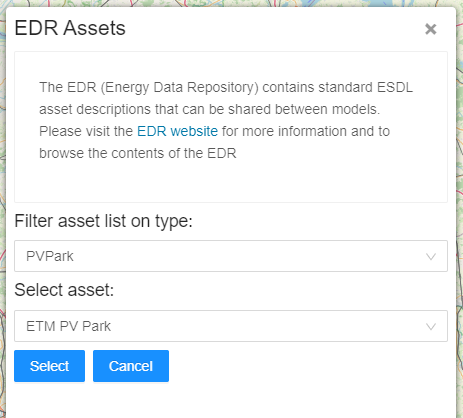 EDR Assets
The EDR (Energy Data Repository) contains standard ESDL
asset descriptions that can be shared between models.
Please visit the EDR website for more information and to
browse the contents of the EDR
Filter asset list on type:
PVPark
Select asset:
ETM PV Park
Select Cancel